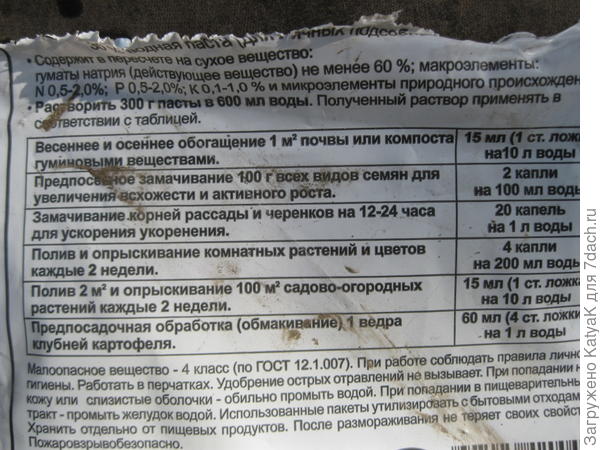 водная паста (для личных подсоб
• Содержит в пересчете на сухое вещество:
гуматы натрия (действующее вещество) не менее 60 %; макроэлементы:
N 0,5-2,0%; P 0,5-2,0%; К 0,1-1,0 % и микроэлементы природного происхожден
• Растворить 300 г пасты в 600 мл воды. Полученный раствор применять в
соответствии с таблицей.
Весеннее и осеннее обогащение 1 м² почвы или компоста
гуминовыми веществами.
15 мл (1 ст. ложк
на10 л воды
Предпосевное замачивание 100 г всех видов семян для
увеличения всхожести и активного роста.
2 капли
на 100 мл воды
Замачивание корней рассады и черенков на 12-24 часа
для ускорения укоренения.
20 капель
на 1 л воды
Полив и опрыскивание комнатных растений и цветов
каждые 2 недели.
4 капли
на 200 мл воды
Полив 2 м² и опрыскивание 100 м² садово-огородных
растений каждые 2 недели.
15 мл (1 ст. ложк
на 10 л воды
Предпосадочная обработка (обмакивание) 1 ведра
клубней картофеля.
60 мл (4 ст. ложк
на 1 л воды
Малоопасное вещество - 4 класс (по ГОСТ 12.1.007). При работе соблюдать правила лично
гигиены. Работать в перчатках. Удобрение острых отравлений не вызывает. При попадании н
кожу или слизистые оболочки - обильно промыть водой. При попадании в пищеварительны
тракт - промыть желудок водой. Использованные пакеты утилизировать с бытовыми отходам
Хранить отдельно от пищевых продуктов. После размораживания не теряет своих свойст
Пожаровзрывобезопасно.
Загружено KatyaK для 7dach.ru